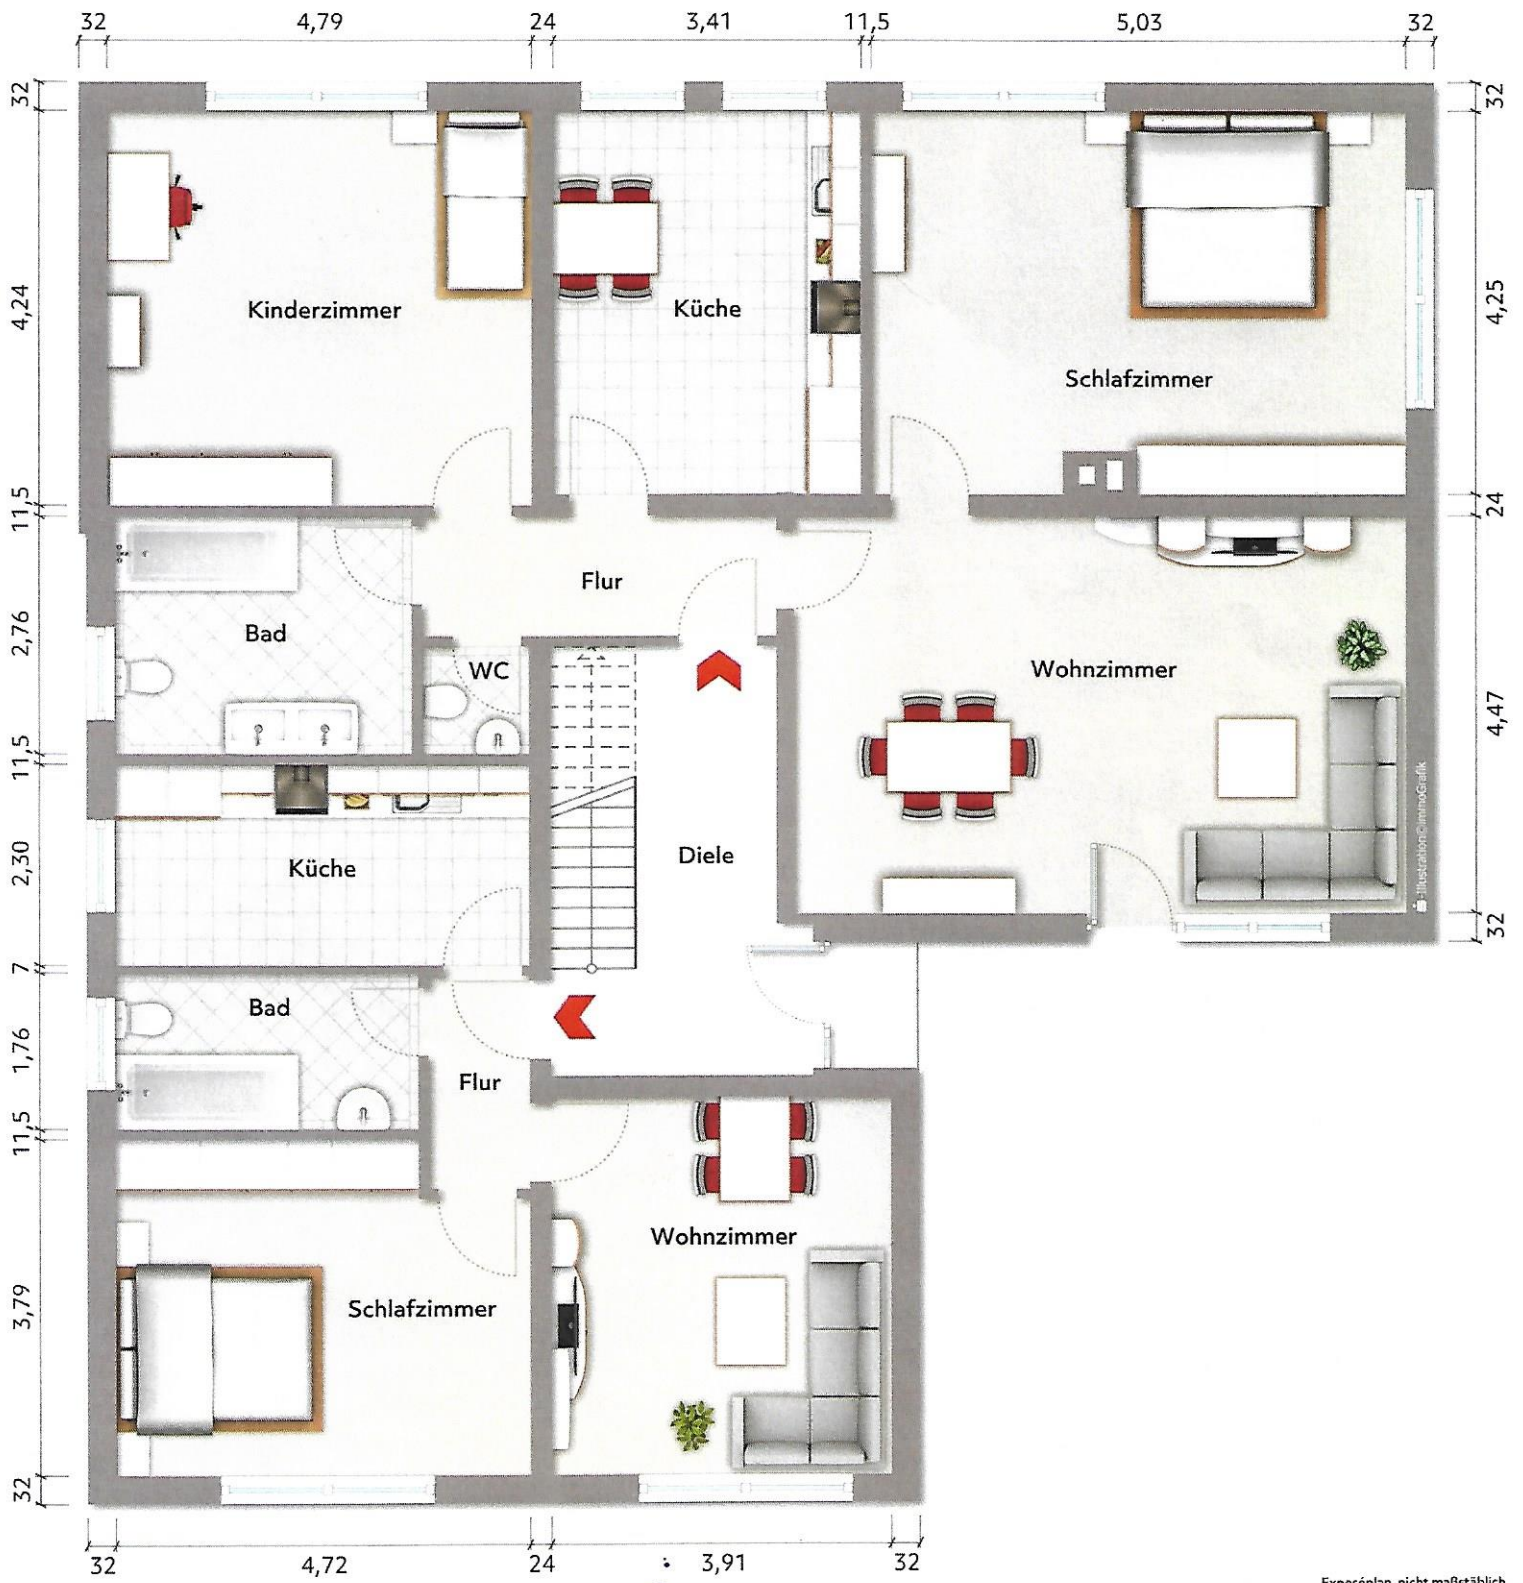 32 4,79 24 3,41 11,5 5,03 32
32
4,24
11,5
2,76
11,5
2,30
7
1,76
11,5
3,79
32
32
4,25
24
4,47
32
Kinderzimmer
Küche
Schlafzimmer
Bad
Flur
WC
Wohnzimmer
Küche
Diele
Bad
Flur
Schlafzimmer
Wohnzimmer
illustration©immoGrafik
32 4,72 24 3,91 32
Exposéplan, nicht maßstäblich